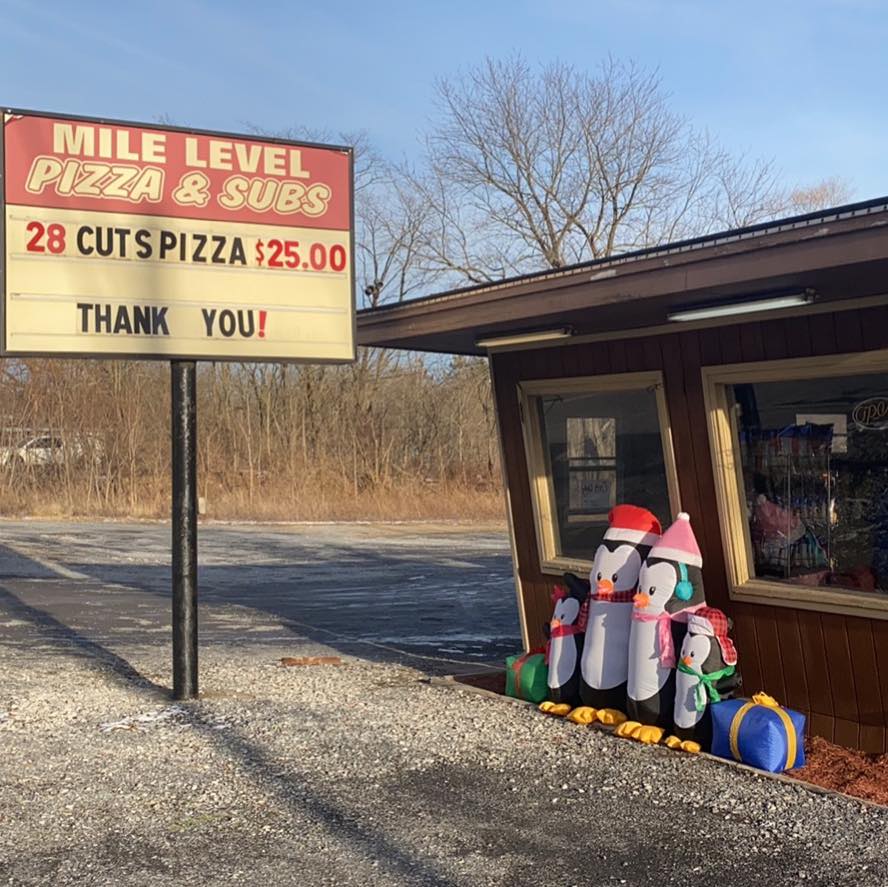 MILE LEVEL
PIZZA & SUBS
28 CUTS PIZZA $25.00
THANK YOU!